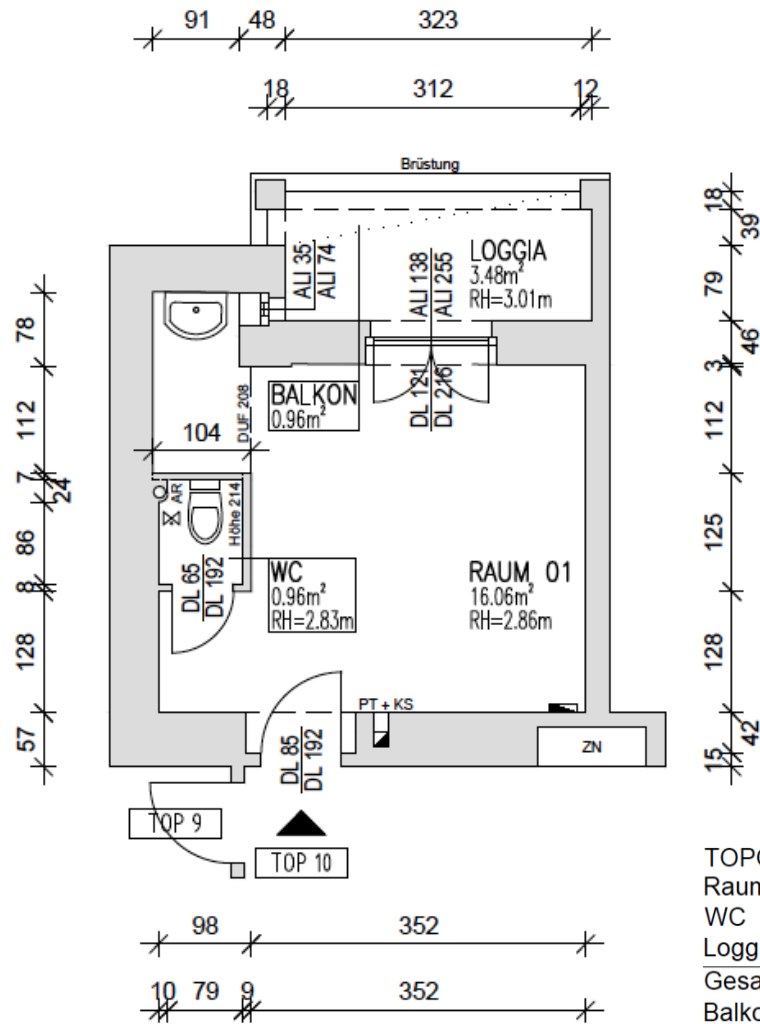 91 48 323
18 312 12
Brüstung
18
39
79
46
3
112
125
128
42
15
78
112
7
24
86
8
128
57
ALI 35
ALI 74
ALI 138
ALI 255
LOGGIA
3.48m²
RH=3.01m
DL 121
DL 216
BALKON
0.96m²
DUF 208
104
AR
Höhe 214
DL 65
DL 192
WC
0.96m²
RH=2.83m
RAUM 01
16.06m²
RH=2.86m
PT + KS
ZN
DL 85
DL 192
TOP 9
TOP 10
98 352
10 79 9 352
Raum
WC
Logg
Gesa
Balko